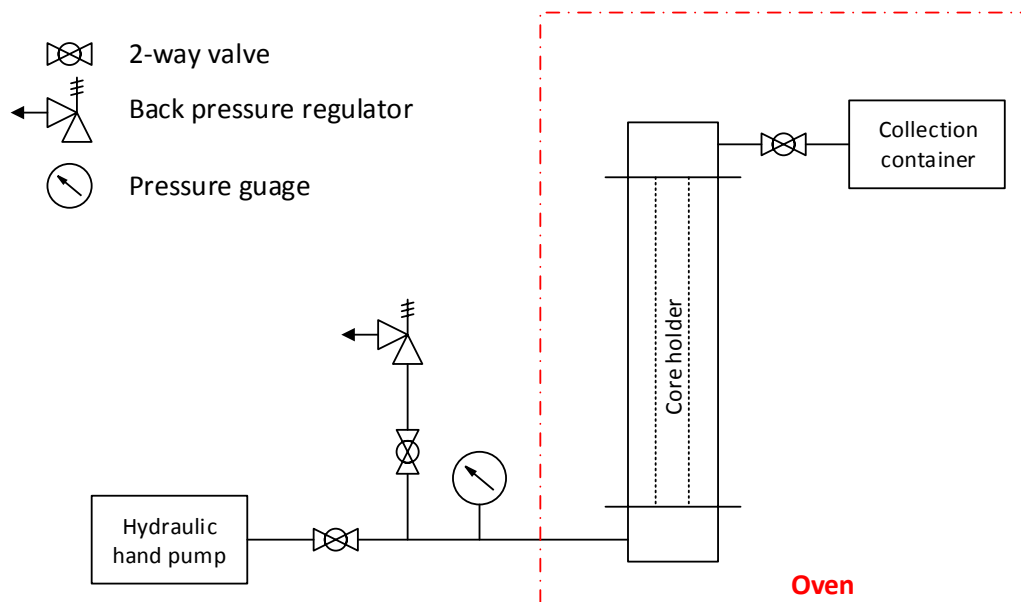 2-way valve
Back pressure regulator
Pressure guage
Collection
container
Core holder
Hydraulic
hand pump
Oven